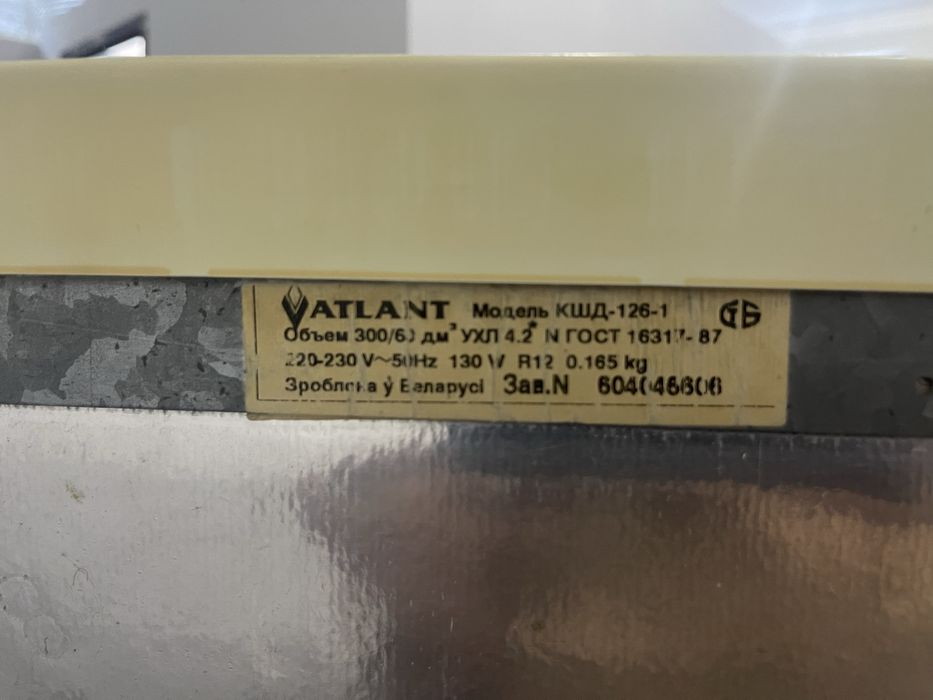 ATLANT Модель КШД-126-1 СТБ
Объем 300/60 дм³ УХЛ 4.2* N ГОСТ 16317-87
220-230 V~50Hz 130 W R12 0.165 kg
Зроблена ў Беларусі Зав.N